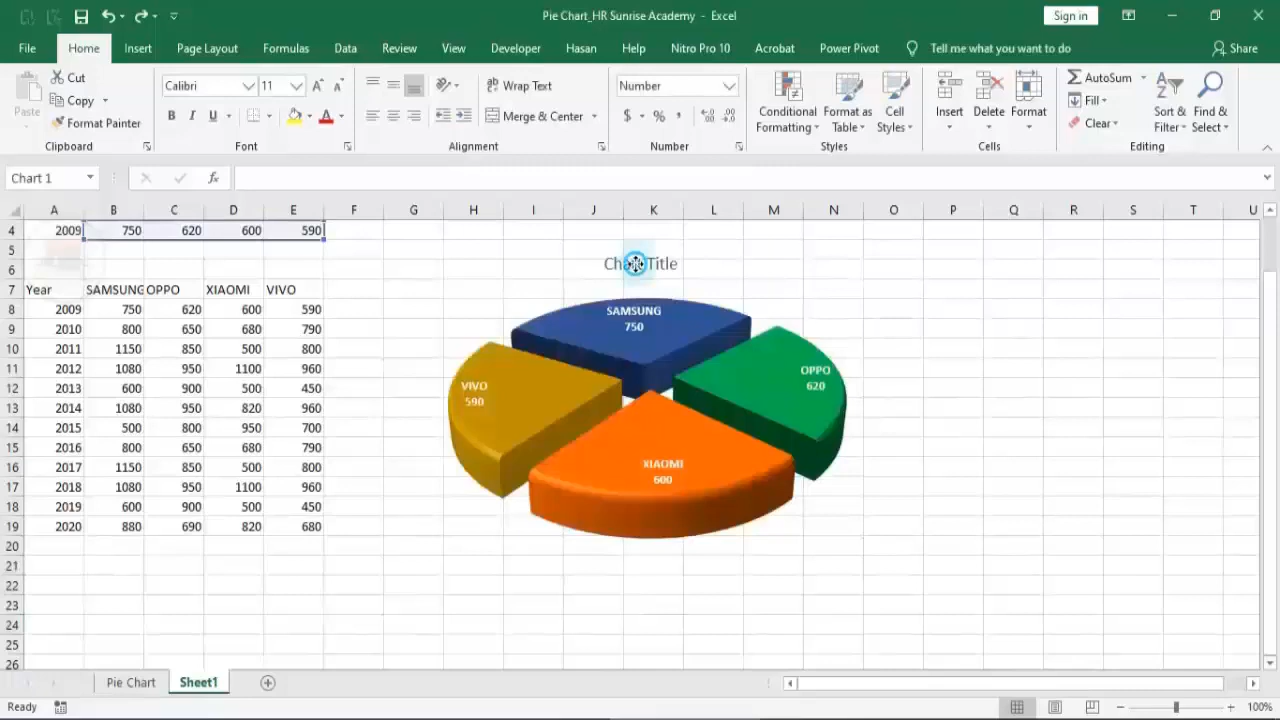 Pie Chart_HR Sunrise Academy - Excel
Sign in
File Home Insert Page Layout Formulas Data Review View Developer Hasan Help Nitro Pro 10 Acrobat Power Pivot Tell me what you want to do Share
Paste
Cut
Copy
Format Painter
Clipboard
Calibri 11
B I U
Font
Wrap Text
Merge & Center
Alignment
Number
$ % ,
Number
Conditional Formatting
Format as Table
Cell Styles
Styles
Insert Delete Format
Cells
AutoSum
Fill
Clear
Sort & Filter
Find & Select
Editing
Chart 1
fx
A B C D E F G H I J K L M N O P Q R S T U
4 2009 750 620 600 590
5
6
7 Year SAMSUNG OPPO XIAOMI VIVO
8 2009 750 620 600 590
9 2010 800 650 680 790
10 2011 1150 850 500 800
11 2012 1080 950 1100 960
12 2013 600 900 500 450
13 2014 1080 950 820 960
14 2015 500 800 950 700
15 2016 800 650 680 790
16 2017 1150 850 500 800
17 2018 1080 950 1100 960
18 2019 600 900 500 450
19 2020 880 690 820 680
20
21
22
23
24
25
26
Chart Title
SAMSUNG
750
OPPO
620
VIVO
590
XIAOMI
600
Pie Chart Sheet1
Ready
100%